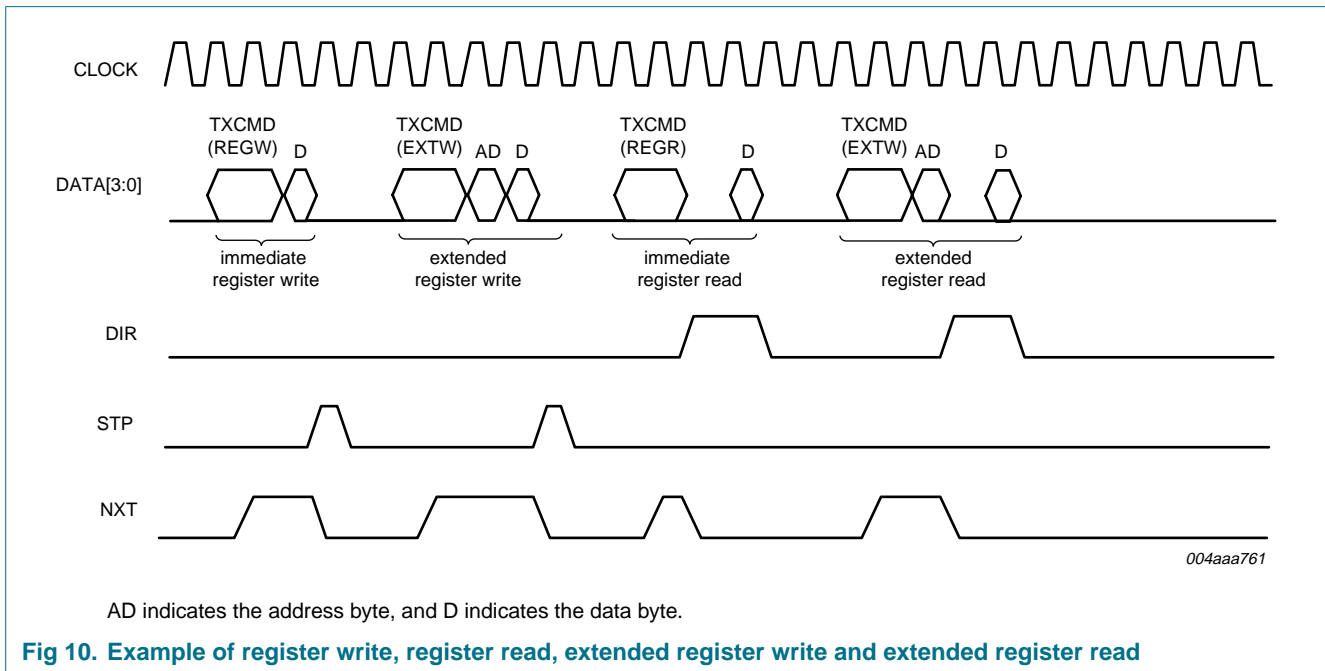 CLOCK
TXCMD
(REGW) D
TXCMD
(EXTW) AD D
TXCMD
(REGR) D
TXCMD
(EXTW) AD D
DATA[3:0]
immediate
register write
extended
register write
immediate
register read
extended
register read
DIR
STP
NXT
004aaa761
AD indicates the address byte, and D indicates the data byte.
Fig 10. Example of register write, register read, extended register write and extended register read